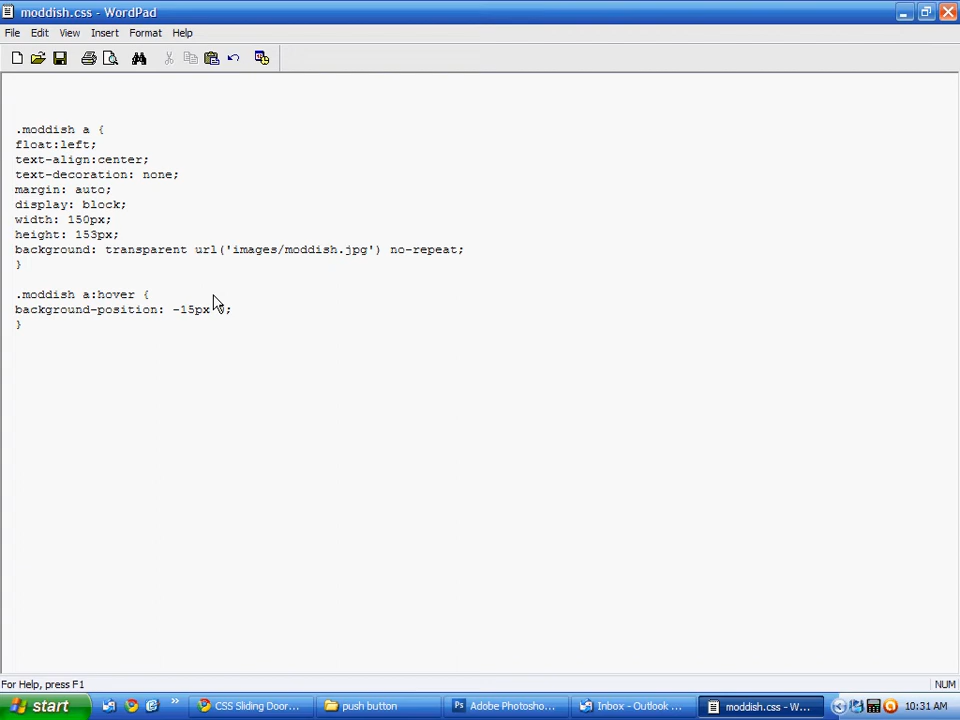 moddish.css - WordPad
File Edit View Insert Format Help
.moddish a {
float:left;
text-align:center;
text-decoration: none;
margin: auto;
display: block;
width: 150px;
height: 153px;
background: transparent url('images/moddish.jpg') no-repeat;
}
.moddish a:hover {
background-position: -15px 0;
}
For Help, press F1
NUM
start
CSS Sliding Door...
push button
Ps Adobe Photosho...
Inbox - Outlook ...
moddish.css - W...
10:31 AM